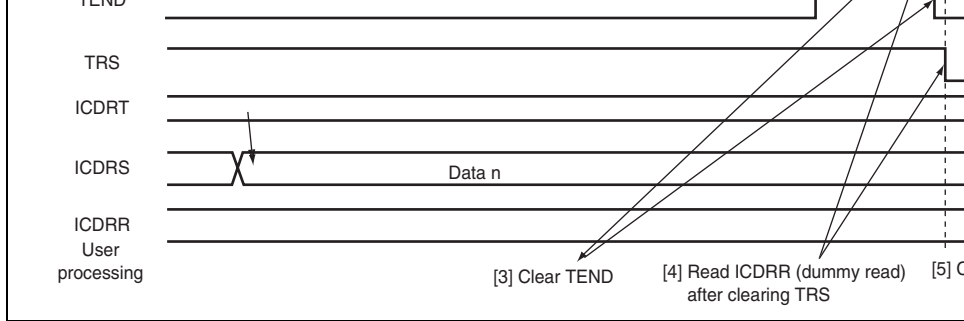 TEND
TRS
ICDRT
ICDRS
Data n
ICDRR
User
processing
[3] Clear TEND
[4] Read ICDRR (dummy read)
after clearing TRS
[5]